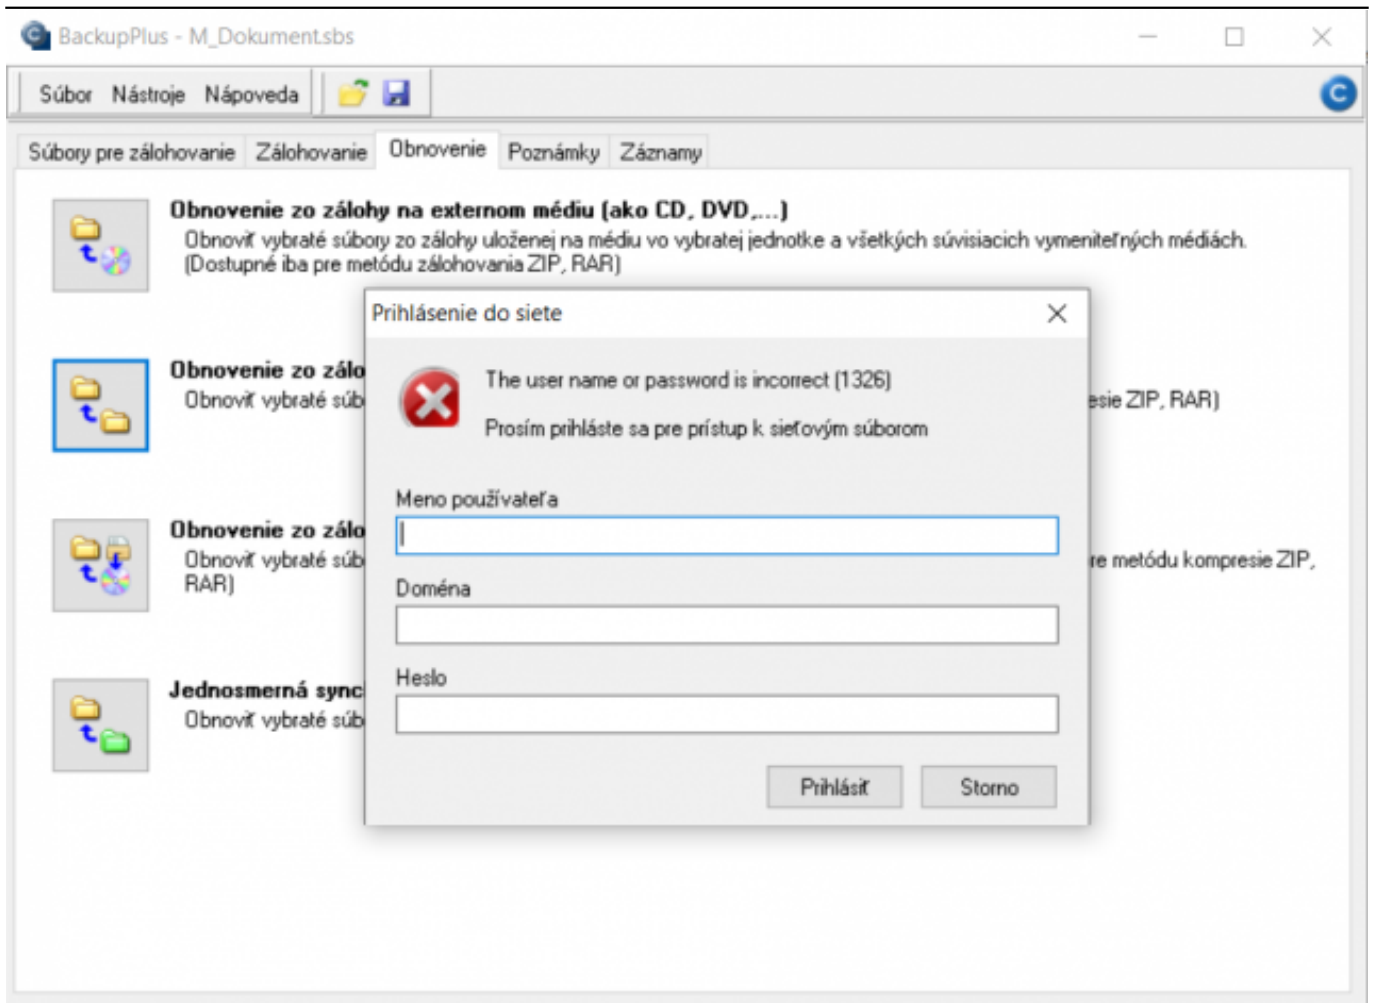 BackupPlus - M_Dokument.sbs
Súbor Nástroje Nápoveda
Súbory pre zálohovanie Zálohovanie Obnovenie Poznámky Záznamy
Obnovenie zo zálohy na externom médiu (ako CD, DVD,...)
Obnoviť vybraté súbory zo zálohy uloženej na médiu vo vybratej jednotke a všetkých súvisiacich vymeniteľných médiách.
(Dostupné iba pre metódu zálohovania ZIP, RAR)
Obnovenie zo zálo
Obnoviť vybraté súb
esie ZIP, RAR)
Obnovenie zo zálo
Obnoviť vybraté súb
re metódu kompresie ZIP,
RAR)
Jednosmerná sync
Obnoviť vybraté súb
Prihlásenie do siete
The user name or password is incorrect (1326)
Prosím prihláste sa pre prístup k sieťovým súborom
Meno používateľa
Doména
Heslo
Prihlásiť Storno